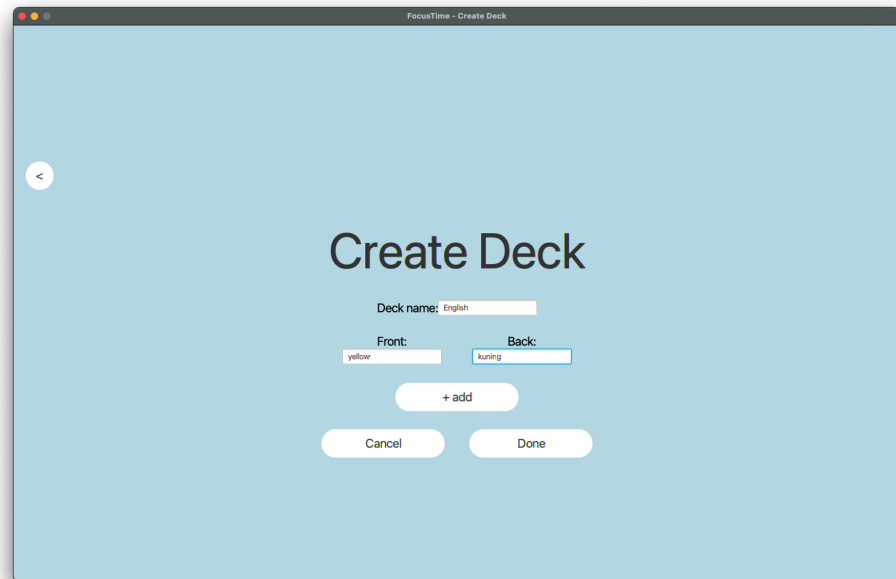 FocusTime - Create Deck
<
Create Deck
Deck name: English
Front: Back:
yellow kuning
+ add
Cancel Done